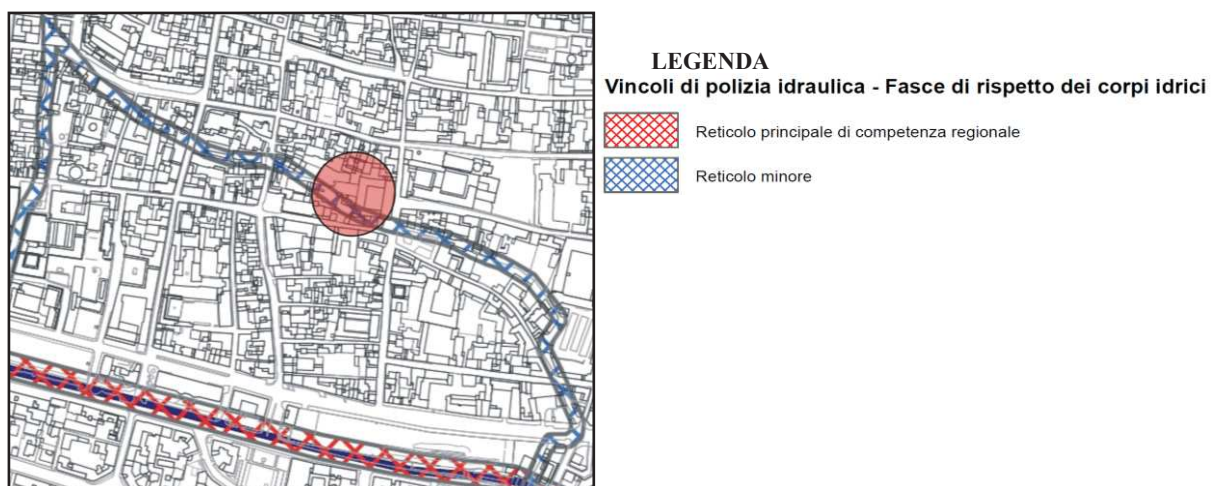 LEGENDA
Vincoli di polizia idraulica - Fasce di rispetto dei corpi idrici
Reticolo principale di competenza regionale
Reticolo minore